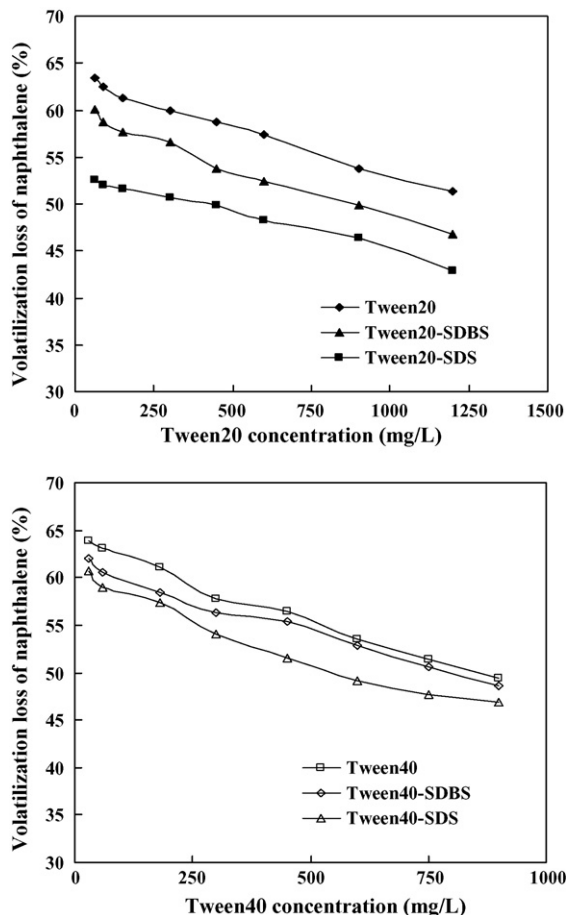 Volatilization loss of naphthalene (%)
70
65
60
55
50
45
40
35
30
Tween20
Tween20-SDBS
Tween20-SDS
0 250 500 750 1000 1250 1500
Tween20 concentration (mg/L)
Volatilization loss of naphthalene (%)
70
65
60
55
50
45
40
35
30
Tween40
Tween40-SDBS
Tween40-SDS
0 250 500 750 1000
Tween40 concentration (mg/L)